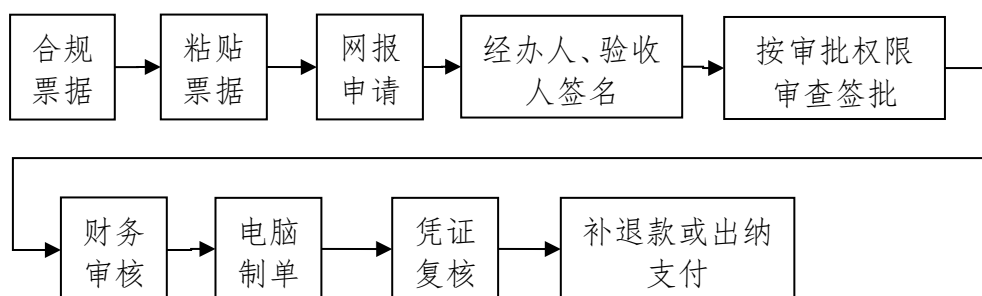 合规
票据
粘贴
票据
网报
申请
经办人、验收
人签名
按审批权限
审查签批
财务
审核
电脑
制单
凭证
复核
补退款或出纳
支付